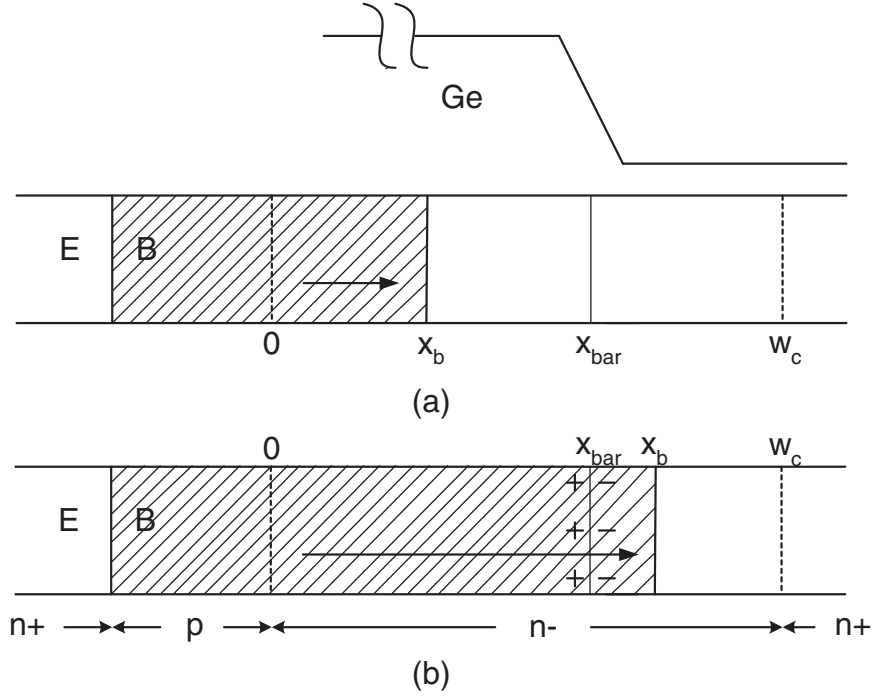 Ge
E B
0 x_b x_bar w_c
(a)
0 x_bar x_b w_c
+ −
E B
+ −
+ −
n+ p n- n+
(b)